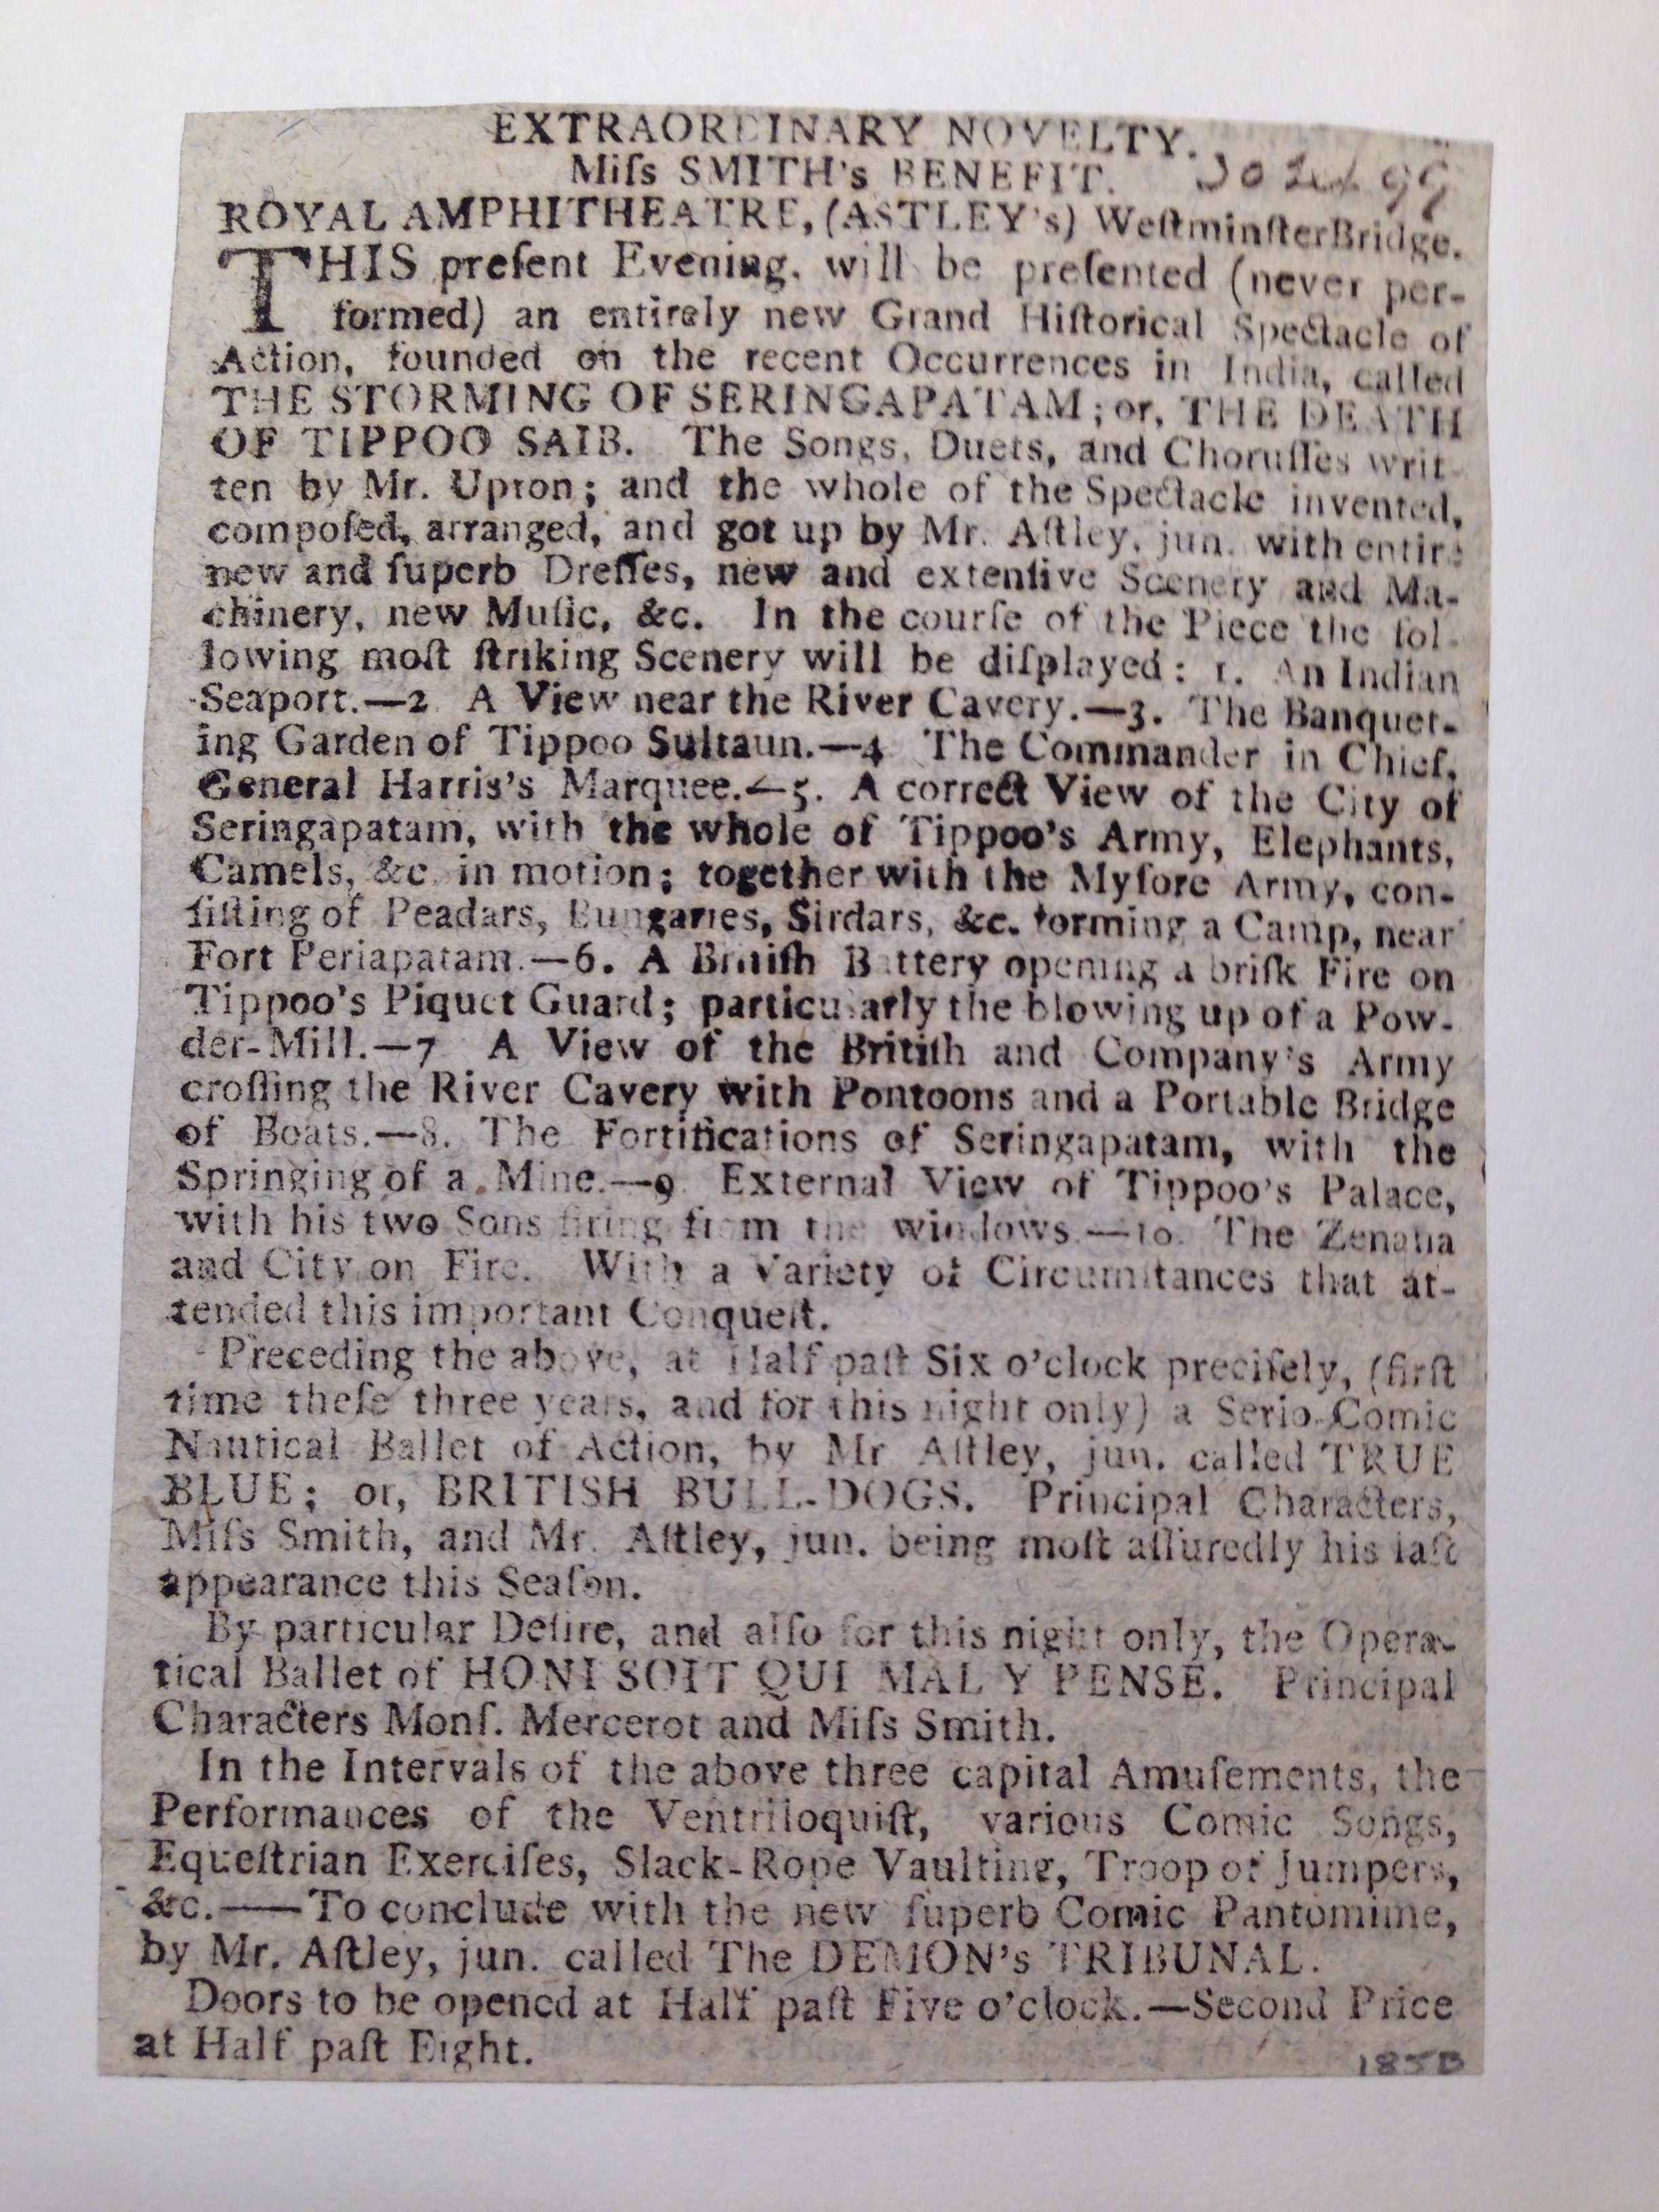 EXTRAORDINARY NOVELTY.
Miſs SMITH's BENEFIT.
ROYAL AMPHITHEATRE, (ASTLEY's) WeſtminſterBridge.
THIS preſent Evening, will be preſented (never per-
formed) an entirely new Grand Hiſtorical Spectacle of
Action, founded on the recent Occurrences in India, called
THE STORMING OF SERINGAPATAM; or, THE DEATH
OF TIPPOO SAIB. The Songs, Duets, and Choruſſes writ-
ten by Mr. Upton; and the whole of the Spectacle invented,
compoſed, arranged, and got up by Mr. Aſtley, jun. with entire
new and ſuperb Dreſſes, new and extenſive Scenery and Ma-
chinery, new Muſic, &c. In the courſe of the Piece the fol-
lowing moſt ſtriking Scenery will be diſplayed: 1. An Indian
Seaport.—2 A View near the River Cavery.—3. The Banquet-
ing Garden of Tippoo Sultaun.—4 The Commander in Chief,
General Harris's Marquee.—5. A correct View of the City of
Seringapatam, with the whole of Tippoo's Army, Elephants,
Camels, &c. in motion; together with the Myſore Army, con-
ſiſting of Peadars, Bungaries, Sirdars, &c. forming a Camp, near
Fort Periapatam.—6. A Britiſh Battery opening a briſk Fire on
Tippoo's Piquet Guard; particularly the blowing up of a Pow-
der-Mill.—7 A View of the Britiſh and Company's Army
croſſing the River Cavery with Pontoons and a Portable Bridge
of Boats.—8. The Fortifications of Seringapatam, with the
Springing of a Mine.—9 External View of Tippoo's Palace,
with his two Sons firing from the windows.—10. The Zenana
and City on Fire. With a Variety of Circumſtances that at-
tended this important Conqueſt.
Preceding the above, at Half paſt Six o'clock preciſely, (firſt
time theſe three years, and for this night only) a Serio-Comic
Nautical Ballet of Action, by Mr Aſtley, jun. called TRUE
BLUE; or, BRITISH BULL-DOGS. Principal Characters,
Miſs Smith, and Mr. Aſtley, jun. being moſt aſſuredly his laſt
appearance this Seaſon.
By particular Deſire, and alſo for this night only, the Opera-
tical Ballet of HONI SOIT QUI MAL Y PENSE. Principal
Characters Monſ. Mercerot and Miſs Smith.
In the Intervals of the above three capital Amuſements, the
Performances of the Ventriloquiſt, various Comic Songs,
Equeſtrian Exerciſes, Slack-Rope Vaulting, Troop of Jumpers,
&c.——To conclude with the new ſuperb Comic Pantomime,
by Mr. Aſtley, jun. called The DEMON's TRIBUNAL.
Doors to be opened at Half paſt Five o'clock.—Second Price
at Half paſt Eight.